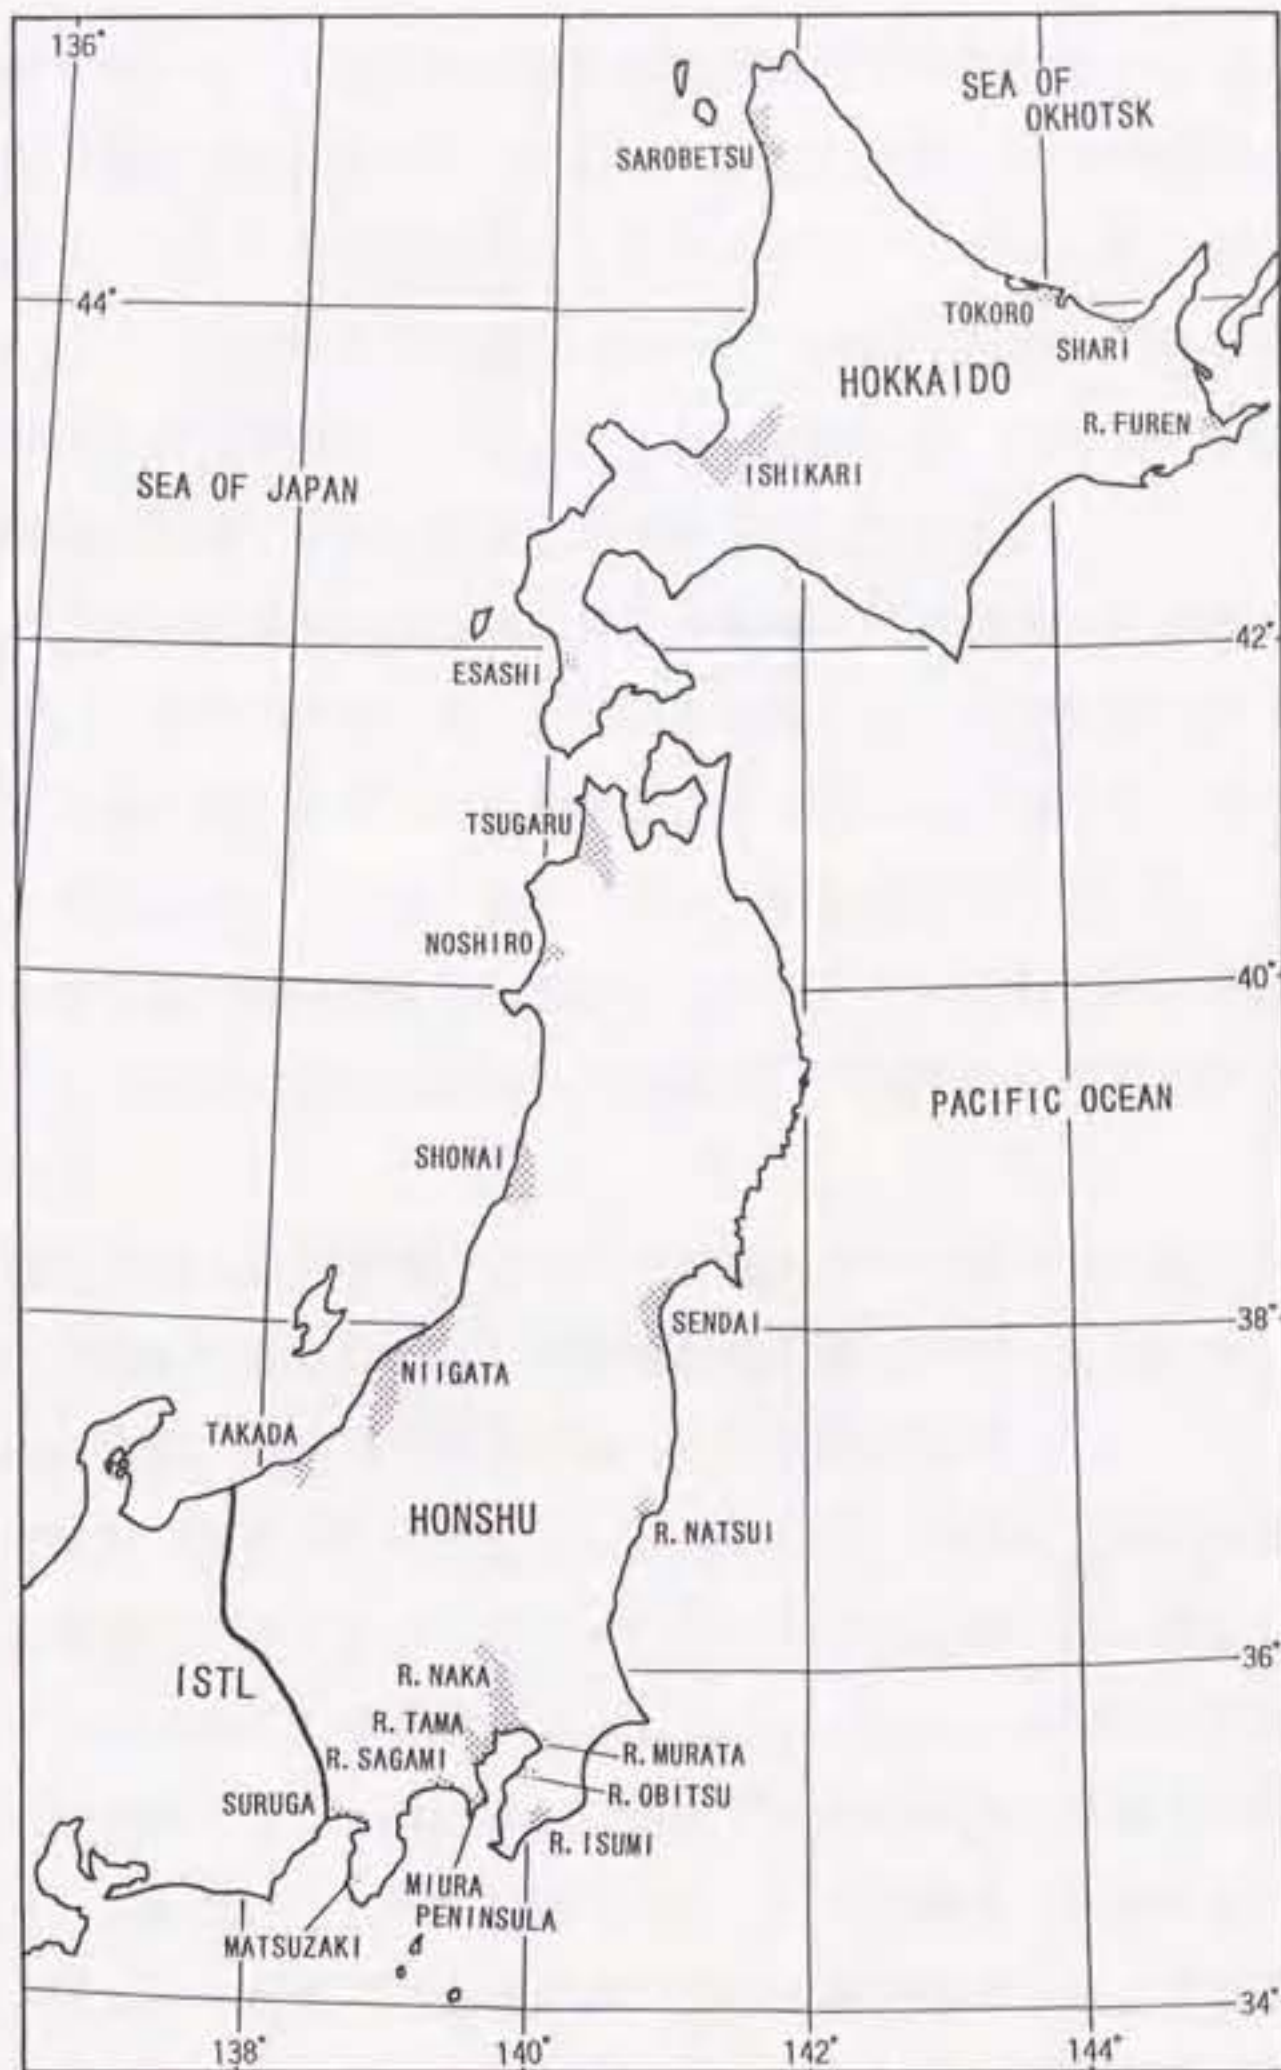 136°
SEA OF
OKHOTSK
SAROBETSU
44°
TOKORO
SHARI
HOKKAIDO
R. FUREN
SEA OF JAPAN
ISHIKARI
42°
ESASHI
TSUGARU
NOSHIRO
40°
PACIFIC OCEAN
SHONAI
SENDAI
38°
NIIGATA
TAKADA
HONSHU
R. NATSUI
36°
ISTL
R. NAKA
R. TAMA
R. SAGAMI
R. MURATA
R. OBITSU
SURUGA
R. ISUMI
MIURA
PENINSULA
MATSUZAKI
34°
138°
140°
142°
144°